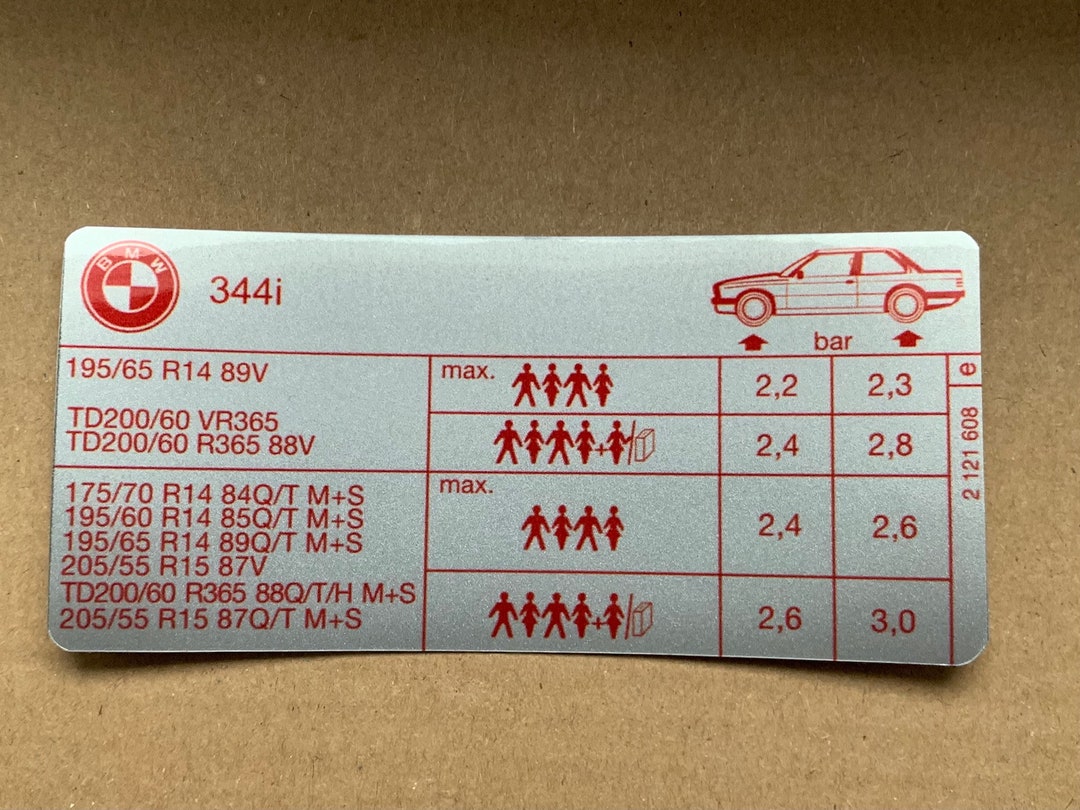 BMW
344i
bar
195/65 R14 89V
TD200/60 VR365
TD200/60 R365 88V
max.
2,2
2,3
+ /
2,4
2,8
175/70 R14 84Q/T M+S
195/60 R14 85Q/T M+S
195/65 R14 89Q/T M+S
205/55 R15 87V
TD200/60 R365 88Q/T/H M+S
205/55 R15 87Q/T M+S
max.
2,4
2,6
+ /
2,6
3,0
e
2 121 608